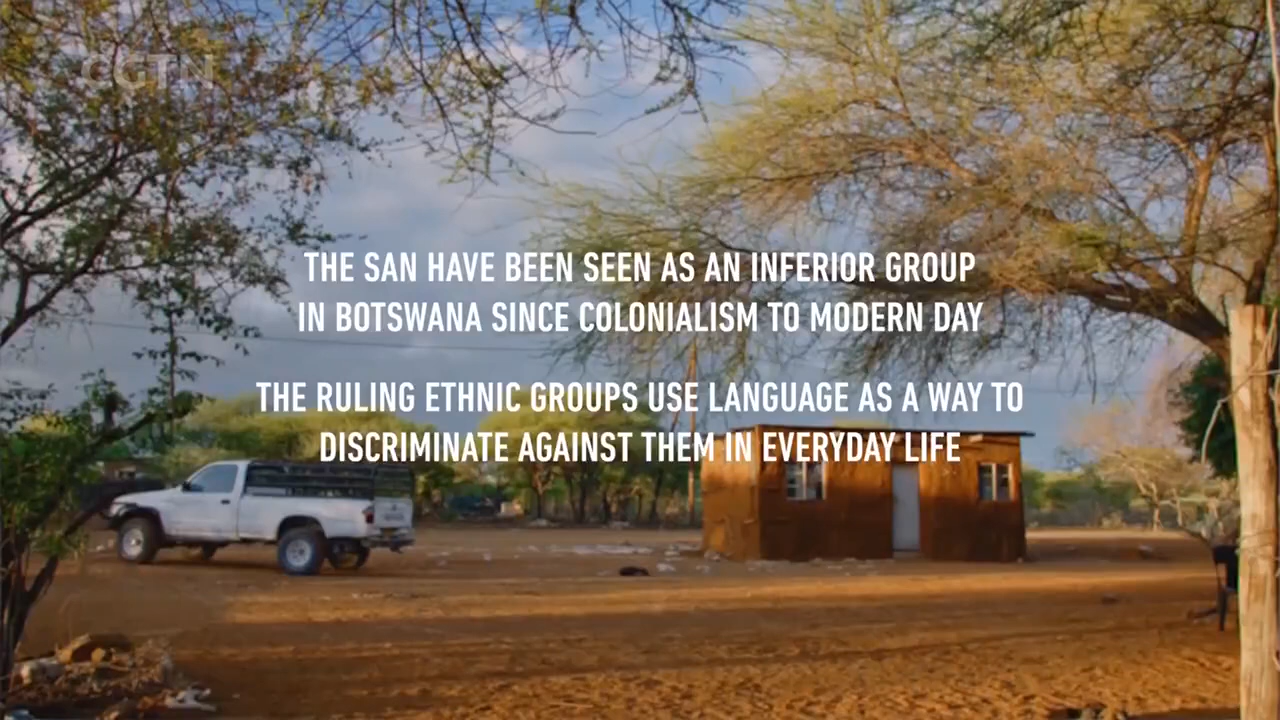 CGTN
THE SAN HAVE BEEN SEEN AS AN INFERIOR GROUP
IN BOTSWANA SINCE COLONIALISM TO MODERN DAY
THE RULING ETHNIC GROUPS USE LANGUAGE AS A WAY TO
DISCRIMINATE AGAINST THEM IN EVERYDAY LIFE